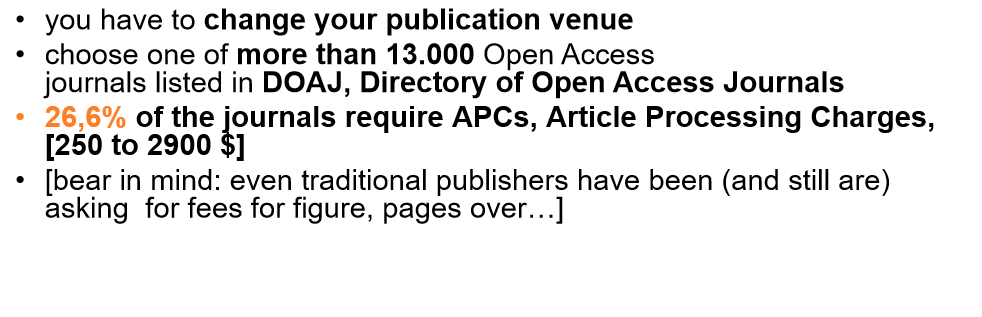 • you have to change your publication venue
• choose one of more than 13.000 Open Access
journals listed in DOAJ, Directory of Open Access Journals
• 26,6% of the journals require APCs, Article Processing Charges,
[250 to 2900 $]
• [bear in mind: even traditional publishers have been (and still are)
asking  for fees for figure, pages over…]